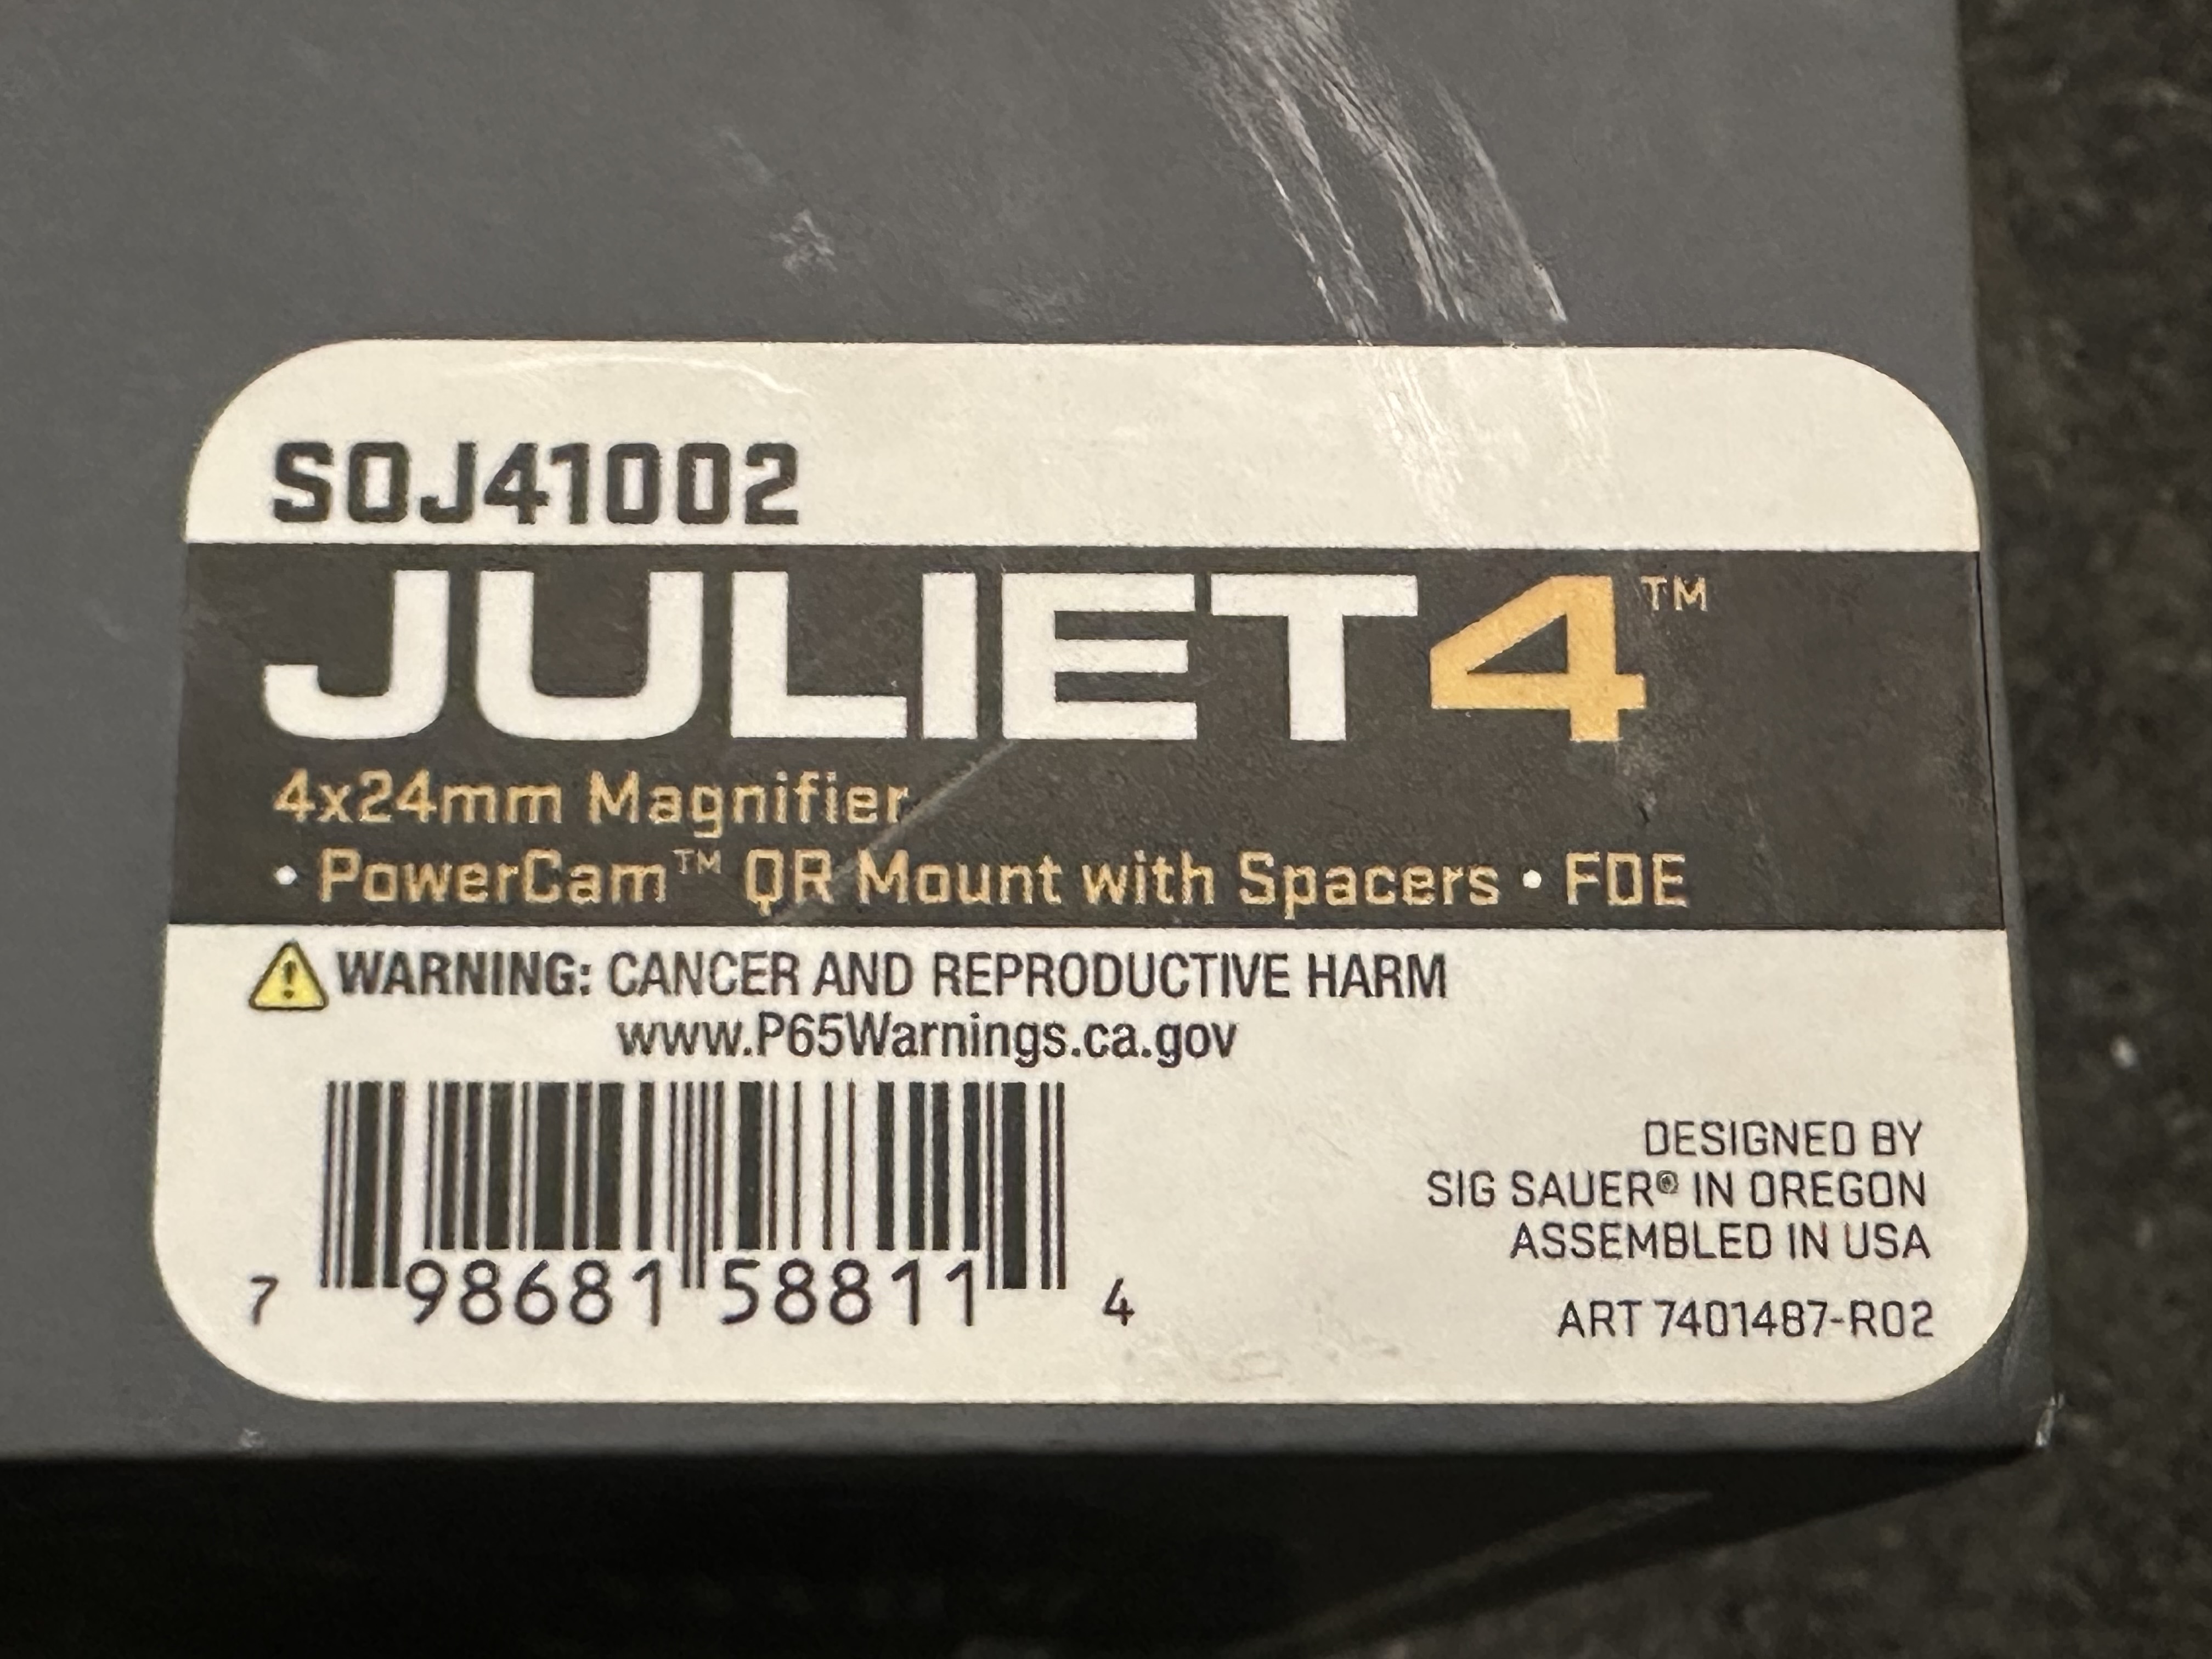 SOJ41002
JULIET4™
4x24mm Magnifier
• PowerCam™ QR Mount with Spacers • FDE
⚠ WARNING: CANCER AND REPRODUCTIVE HARM
www.P65Warnings.ca.gov
7 98681 58811 4
DESIGNED BY
SIG SAUER® IN OREGON
ASSEMBLED IN USA
ART 7401487-R02